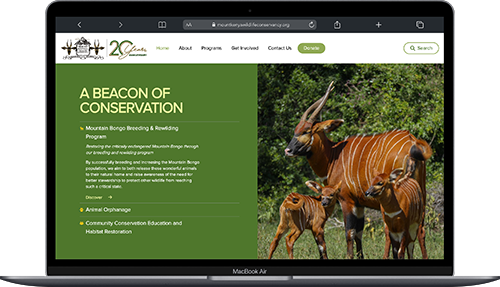 AA mountkenyawildlifeconservancy.org
20 Years
Home About Programs Get Involved Contact Us Donate Search
A BEACON OF
CONSERVATION
Mountain Bongo Breeding & Rewilding
Program
Restoring the critically endangered Mountain Bongo through
our breeding and rewilding program
By successfully breeding and increasing the Mountain Bongo
population, we aim to both release these wonderful animals
to their natural home and raise awareness of the need for
better stewardship to protect other wildlife from reaching
such a critical state.
Discover →
Animal Orphanage
Community Conservation Education and
Habitat Restoration
MacBook Air